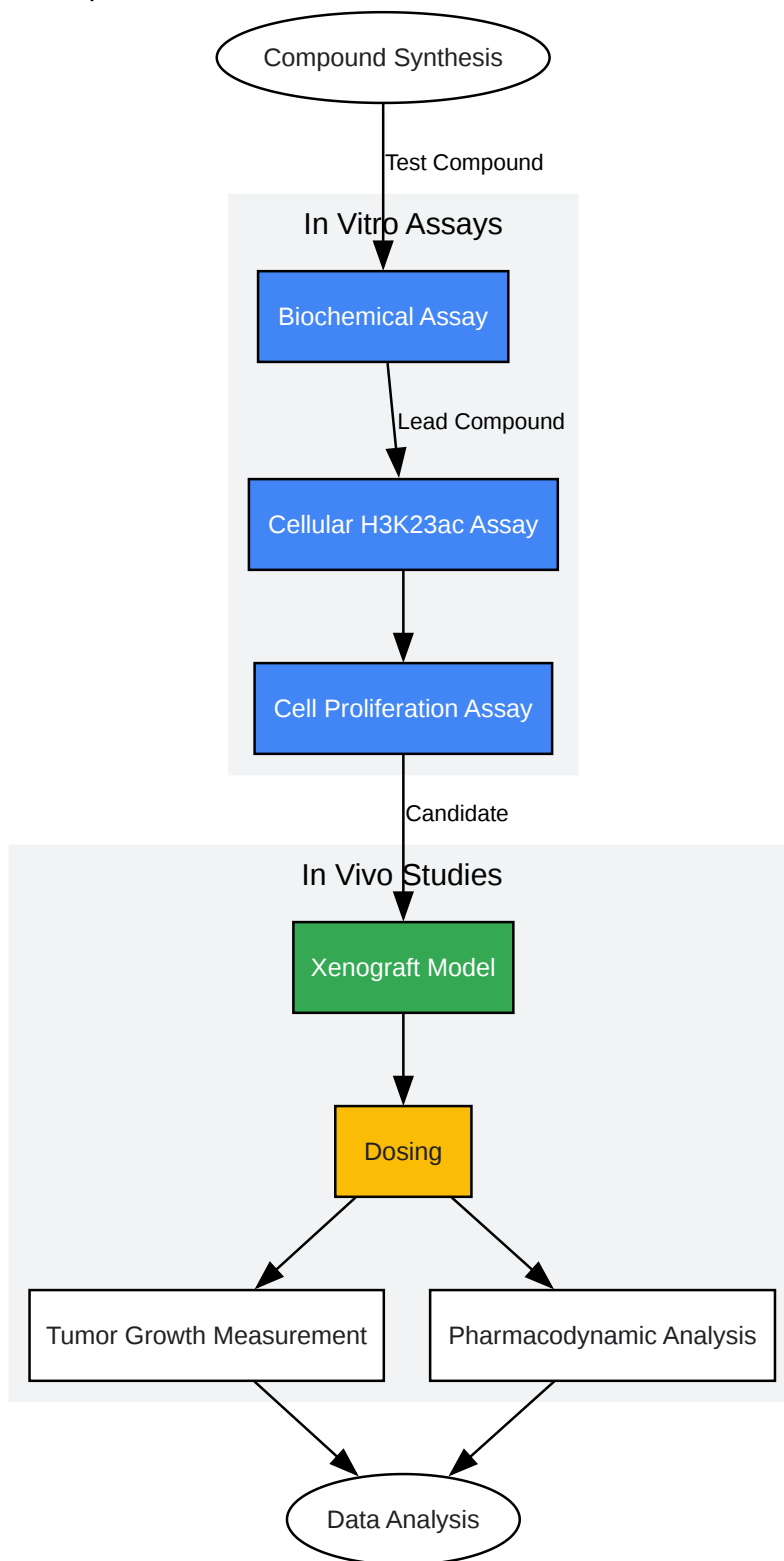 Compound Synthesis
Test Compound
In Vitro Assays
Biochemical Assay
Lead Compound
Cellular H3K23ac Assay
Cell Proliferation Assay
Candidate
In Vivo Studies
Xenograft Model
Dosing
Tumor Growth Measurement
Pharmacodynamic Analysis
Data Analysis